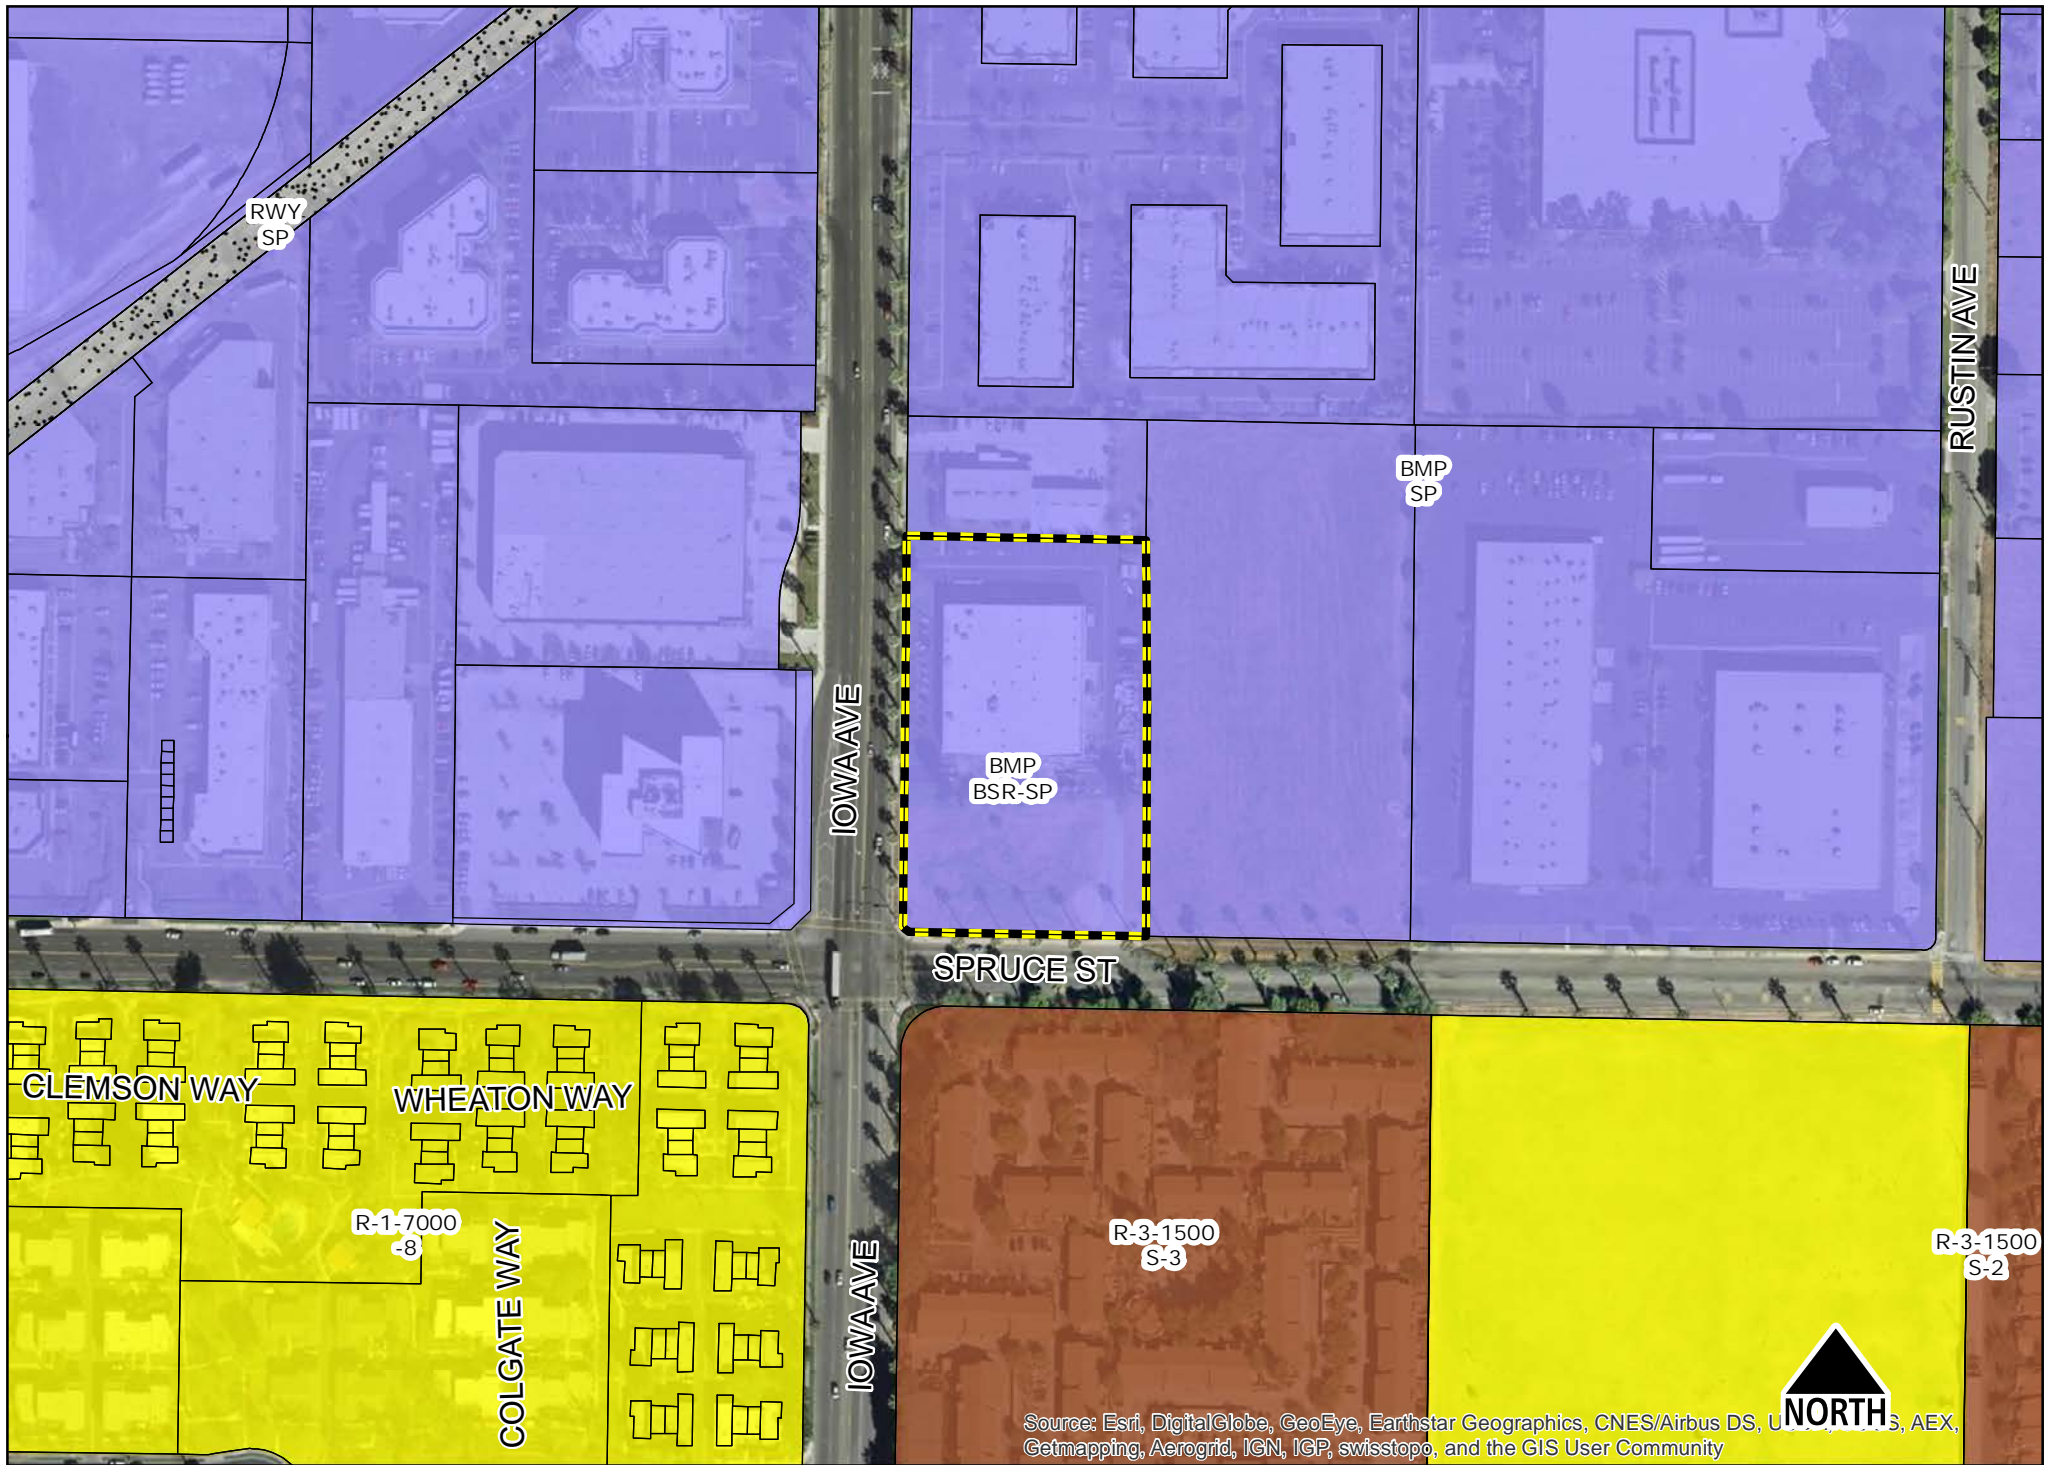 RWY
SP
RUSTIN AVE
BMP
SP
IOWA AVE
BMP
BSR-SP
SPRUCE ST
CLEMSON WAY
WHEATON WAY
R-1-7000
-8
COLGATE WAY
IOWA AVE
R-3-1500
S-3
R-3-1500
S-2
NORTH
Source: Esri, DigitalGlobe, GeoEye, Earthstar Geographics, CNES/Airbus DS, AEX,
Getmapping, Aerogrid, IGN, IGP, swisstopo, and the GIS User Community